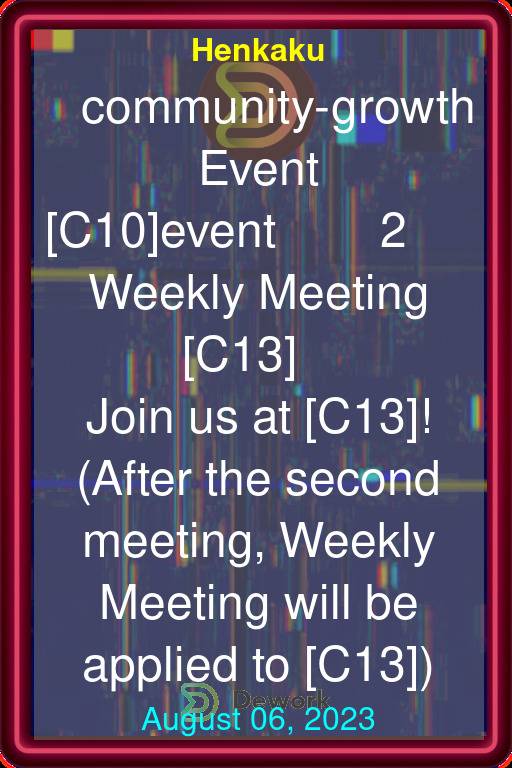 Henkaku
community-growth
Event
[C10]event 2
Weekly Meeting
[C13]
Join us at [C13]!
(After the second
meeting, Weekly
Meeting will be
applied to [C13])
Dework
August 06, 2023